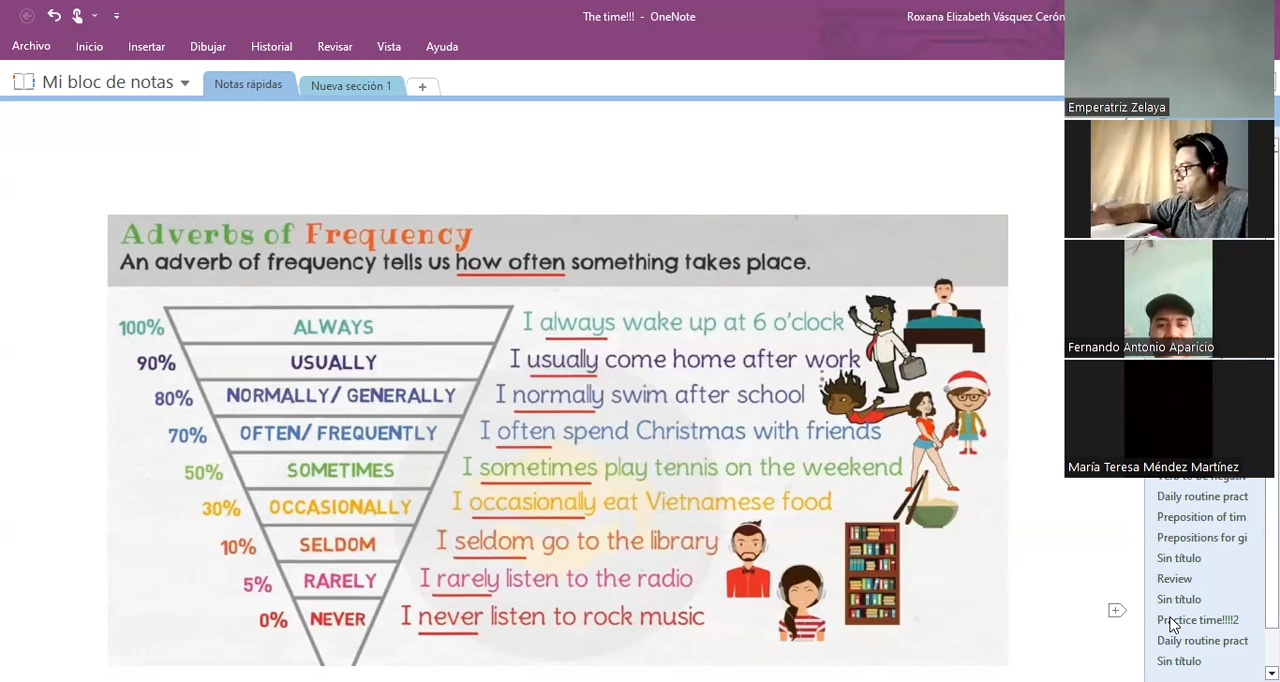 The time!!! - OneNote
Roxana Elizabeth Vásquez Cerón
Archivo Inicio Insertar Dibujar Historial Revisar Vista Ayuda
Mi bloc de notas Notas rápidas Nueva sección 1 +
Adverbs of Frequency
An adverb of frequency tells us how often something takes place.
100% ALWAYS I always wake up at 6 o'clock
90% USUALLY I usually come home after work
80% NORMALLY/ GENERALLY I normally swim after school
70% OFTEN/ FREQUENTLY I often spend Christmas with friends
50% SOMETIMES I sometimes play tennis on the weekend
30% OCCASIONALLY I occasionally eat Vietnamese food
10% SELDOM I seldom go to the library
5% RARELY I rarely listen to the radio
0% NEVER I never listen to rock music
Emperatriz Zelaya
Fernando Antonio Aparicio
María Teresa Méndez Martínez
Daily routine pract
Preposition of tim
Prepositions for gi
Sin título
Review
Sin título
Practice time!!!!2
Daily routine pract
Sin título